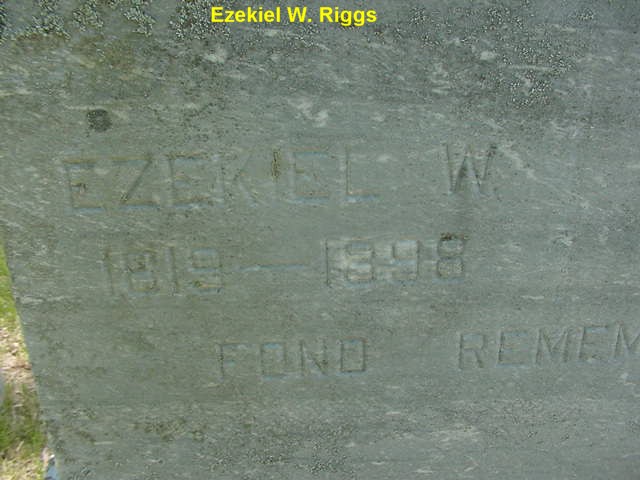 Ezekiel W. Riggs
EZEKIEL W.
1819 — 1898
FOND REMEM